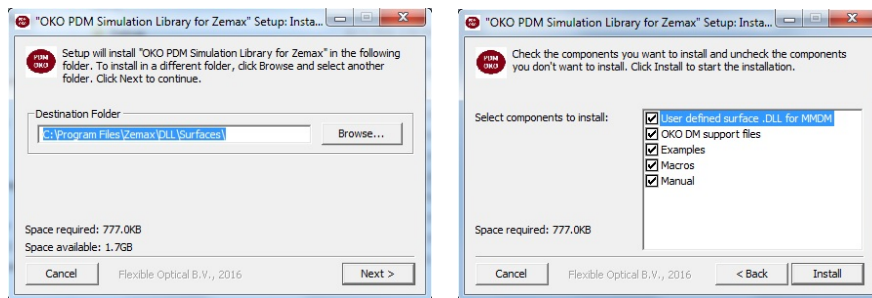 "OKO PDM Simulation Library for Zemax" Setup: Insta...
PDM
OKO
Setup will install "OKO PDM Simulation Library for Zemax" in the following
folder. To install in a different folder, click Browse and select another
folder. Click Next to continue.
Destination Folder
C:\Program Files\Zemax\DLL\Surfaces\
Browse...
Space required: 777.0KB
Space available: 1.7GB
Cancel
Flexible Optical B.V., 2016
Next >
"OKO PDM Simulation Library for Zemax" Setup: Insta...
PDM
OKO
Check the components you want to install and uncheck the components
you don't want to install. Click Install to start the installation.
Select components to install:
User defined surface .DLL for MMDM
OKO DM support files
Examples
Macros
Manual
Space required: 777.0KB
Cancel
Flexible Optical B.V., 2016
< Back
Install